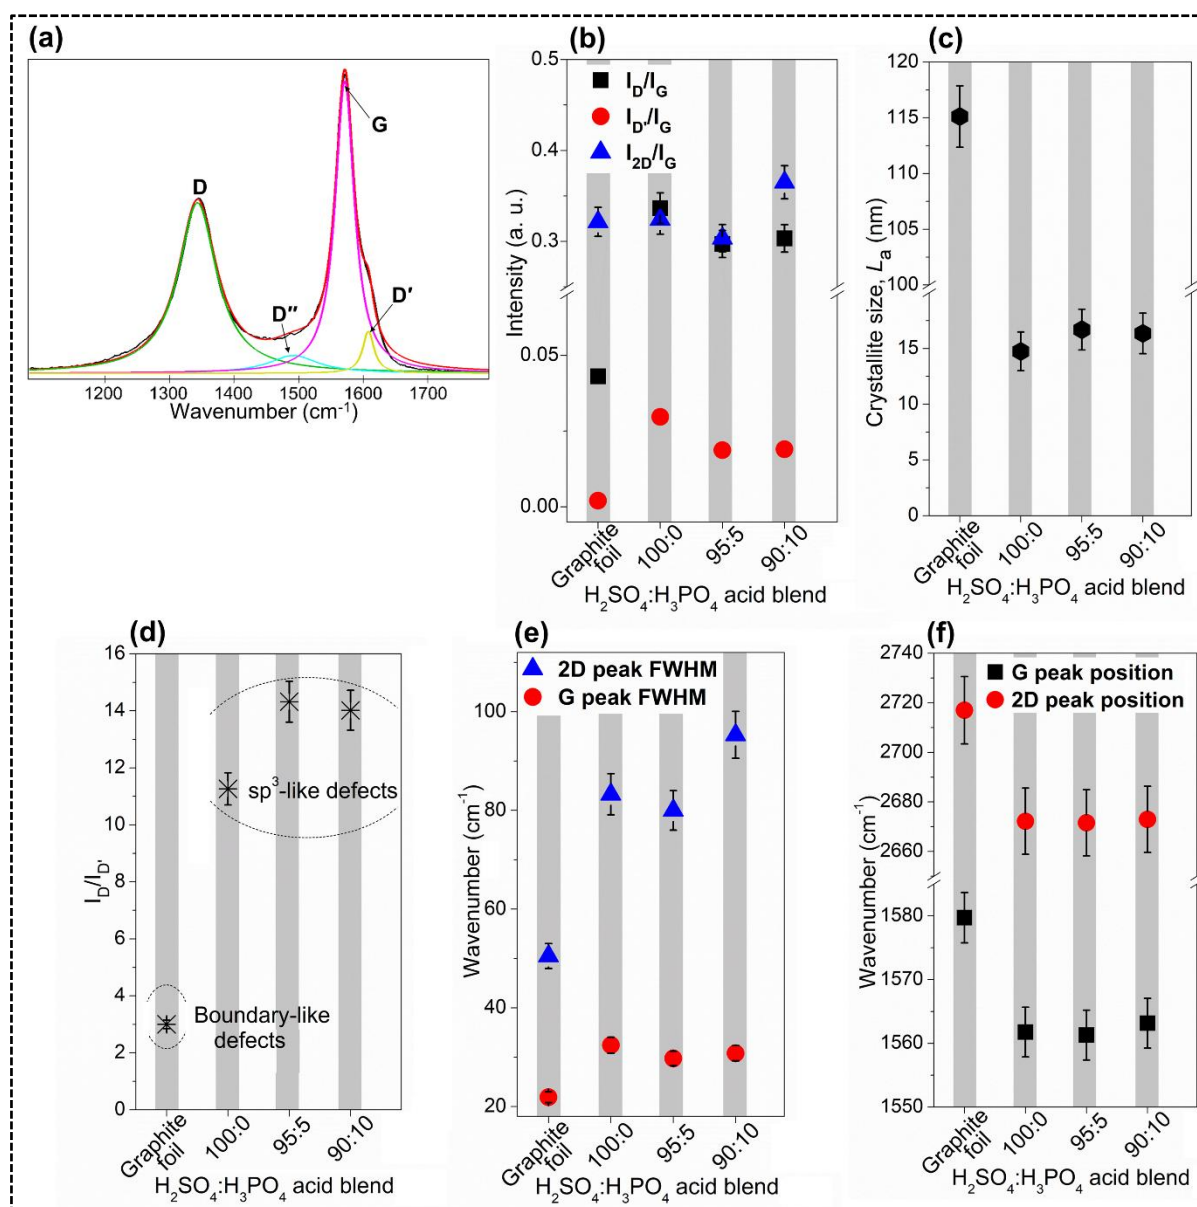 (a)
G
D
D″
D′
1200 1300 1400 1500 1600 1700
Wavenumber (cm⁻¹)
(b)
I_D/I_G
I_D'/I_G
I_2D/I_G
0.5
0.4
0.3
0.05
0.00
Intensity (a. u.)
Graphite foil
100:0
95:5
90:10
H₂SO₄:H₃PO₄ acid blend
(c)
120
115
110
105
100
20
15
10
5
0
Crystallite size, Lₐ (nm)
Graphite foil
100:0
95:5
90:10
H₂SO₄:H₃PO₄ acid blend
(d)
16
14
12
10
8
6
4
2
0
I_D/I_D'
sp³-like defects
Boundary-like
defects
Graphite foil
100:0
95:5
90:10
H₂SO₄:H₃PO₄ acid blend
(e)
2D peak FWHM
G peak FWHM
100
80
60
40
20
Wavenumber (cm⁻¹)
Graphite foil
100:0
95:5
90:10
H₂SO₄:H₃PO₄ acid blend
(f)
G peak position
2D peak position
2740
2720
2700
2680
2660
1580
1570
1560
1550
Wavenumber (cm⁻¹)
Graphite foil
100:0
95:5
90:10
H₂SO₄:H₃PO₄ acid blend